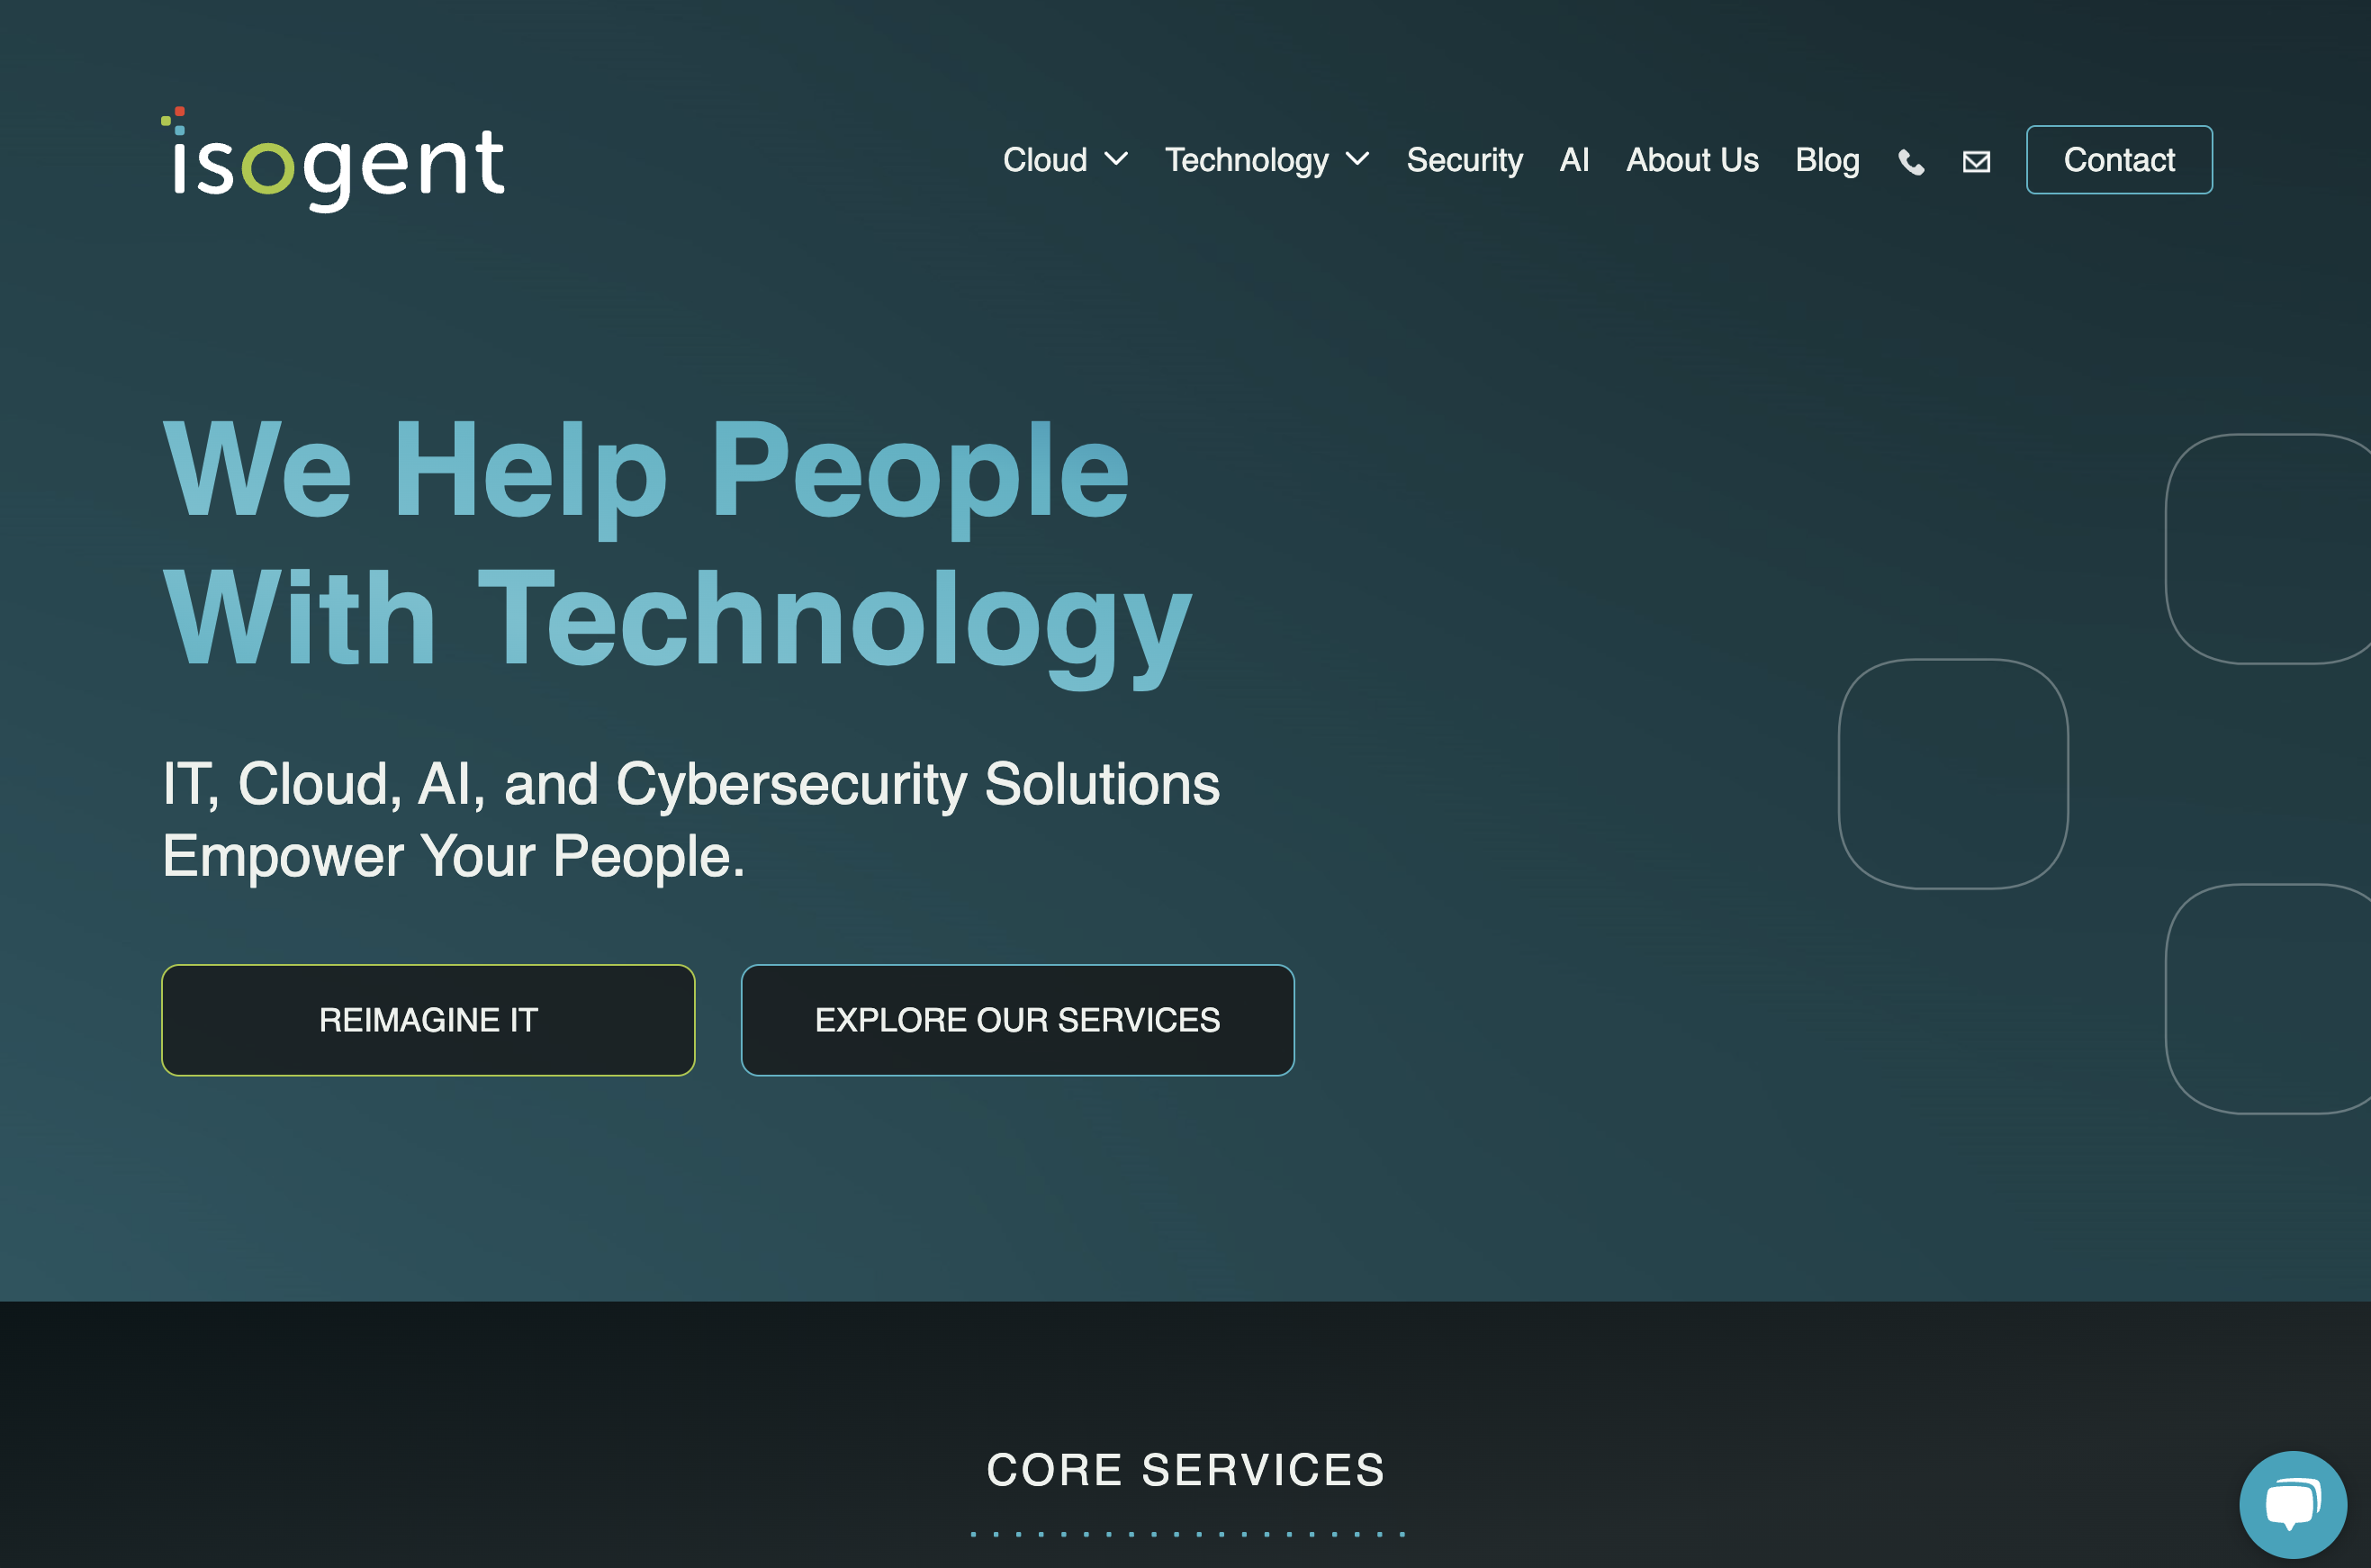 isogent
Cloud
Technology
Security
AI
About Us
Blog
Contact
We Help People
With Technology
IT, Cloud, AI, and Cybersecurity Solutions
Empower Your People.
REIMAGINE IT
EXPLORE OUR SERVICES
CORE SERVICES